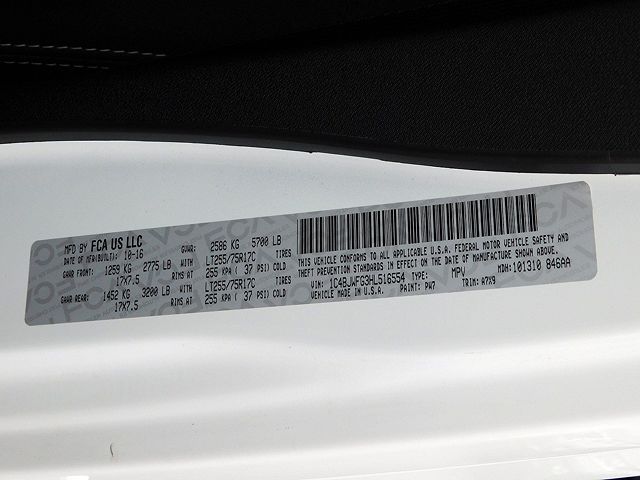 MFD BY FCA US LLC GVWR: 2586 KG 5700 LB
DATE OF MFR(BUILT): 10-16
GAWR FRONT: 1259 KG 2775 LB WITH LT255/75R17C TIRES
17X7.5 RIMS AT 255 KPA ( 37 PSI) COLD
GAWR REAR: 1452 KG 3200 LB WITH LT255/75R17C TIRES
17X7.5 RIMS AT 255 KPA ( 37 PSI) COLD
THIS VEHICLE CONFORMS TO ALL APPLICABLE U.S.A. FEDERAL MOTOR VEHICLE SAFETY AND
THEFT PREVENTION STANDARDS IN EFFECT ON THE DATE OF MANUFACTURE SHOWN ABOVE.
VIN: 1C4BJWFG3HL516554 TYPE: MPV MDH: 101310 846AA
VEHICLE MADE IN U.S.A. PAINT: PW7 TRIM: A7X9